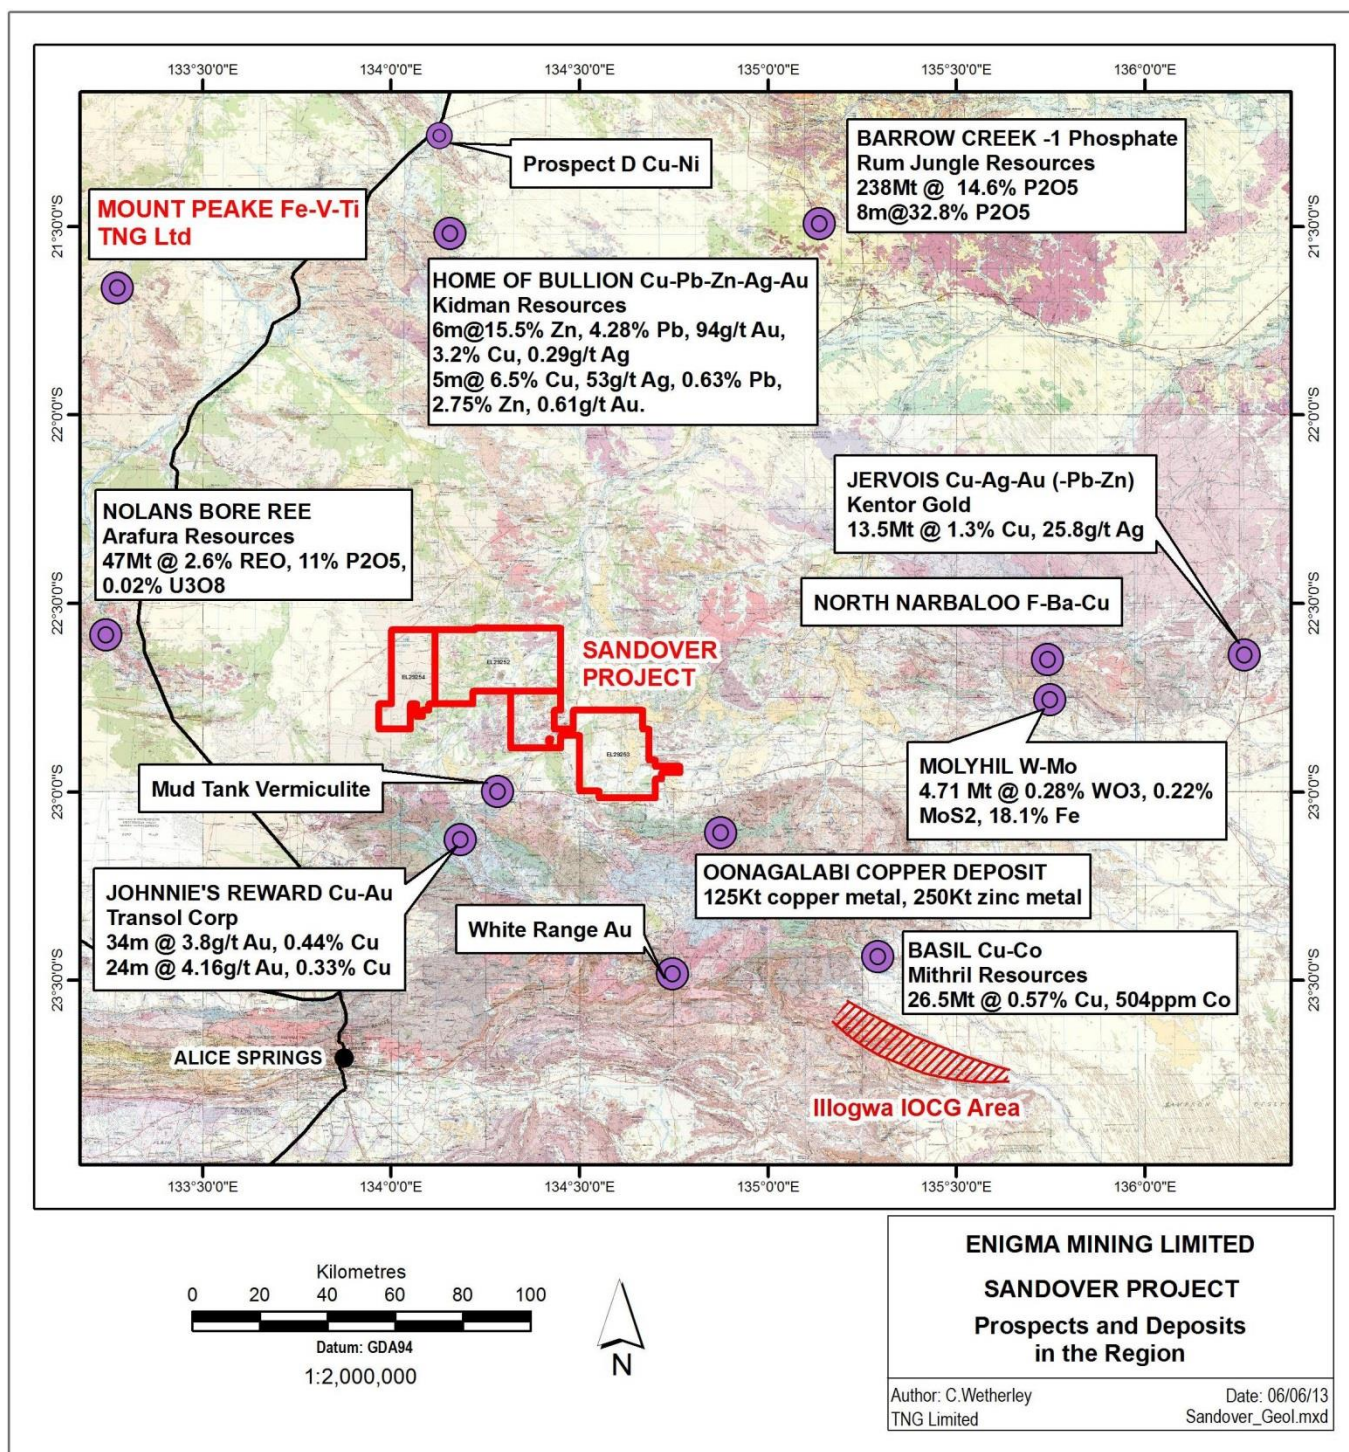 133°30'0"E 134°0'0"E 134°30'0"E 135°0'0"E 135°30'0"E 136°0'0"E
Prospect D Cu-Ni
BARROW CREEK -1 Phosphate
Rum Jungle Resources
238Mt @ 14.6% P2O5
8m@32.8% P2O5
MOUNT PEAKE Fe-V-Ti
TNG Ltd
21°30'0"S
21°30'0"S
HOME OF BULLION Cu-Pb-Zn-Ag-Au
Kidman Resources
6m@15.5% Zn, 4.28% Pb, 94g/t Au,
3.2% Cu, 0.29g/t Ag
5m@ 6.5% Cu, 53g/t Ag, 0.63% Pb,
2.75% Zn, 0.61g/t Au.
22°0'0"S
22°0'0"S
JERVOIS Cu-Ag-Au (-Pb-Zn)
Kentor Gold
13.5Mt @ 1.3% Cu, 25.8g/t Ag
NOLANS BORE REE
Arafura Resources
47Mt @ 2.6% REO, 11% P2O5,
0.02% U3O8
22°30'0"S
22°30'0"S
NORTH NARBALOO F-Ba-Cu
SANDOVER
PROJECT
EL29252
EL29254
EL29253
MOLYHIL W-Mo
4.71 Mt @ 0.28% WO3, 0.22%
MoS2, 18.1% Fe
Mud Tank Vermiculite
23°0'0"S
23°0'0"S
OONAGALABI COPPER DEPOSIT
125Kt copper metal, 250Kt zinc metal
JOHNNIE'S REWARD Cu-Au
Transol Corp
34m @ 3.8g/t Au, 0.44% Cu
24m @ 4.16g/t Au, 0.33% Cu
White Range Au
BASIL Cu-Co
Mithril Resources
26.5Mt @ 0.57% Cu, 504ppm Co
23°30'0"S
23°30'0"S
ALICE SPRINGS
Illogwa IOCG Area
133°30'0"E 134°0'0"E 134°30'0"E 135°0'0"E 135°30'0"E 136°0'0"E
Kilometres
0 20 40 60 80 100
Datum: GDA94
1:2,000,000
N
ENIGMA MINING LIMITED
SANDOVER PROJECT
Prospects and Deposits
in the Region
Author: C.Wetherley Date: 06/06/13
TNG Limited Sandover_Geol.mxd